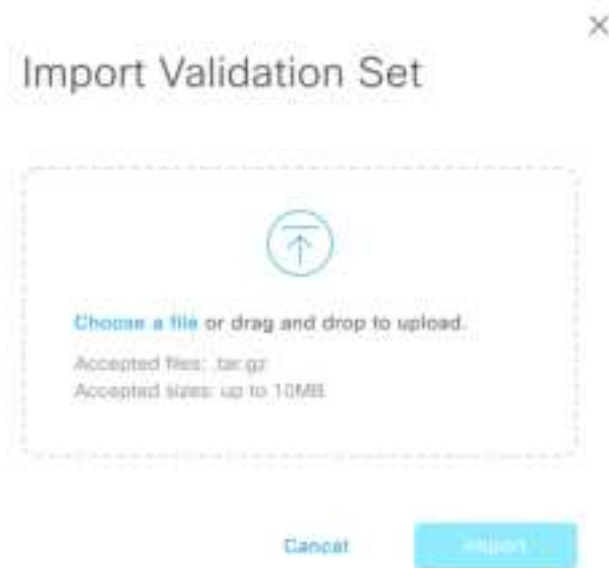 Import Validation Set
Choose a file or drag and drop to upload.
Accepted files: .tar.gz
Accepted sizes: up to 10MB
Cancel
Import